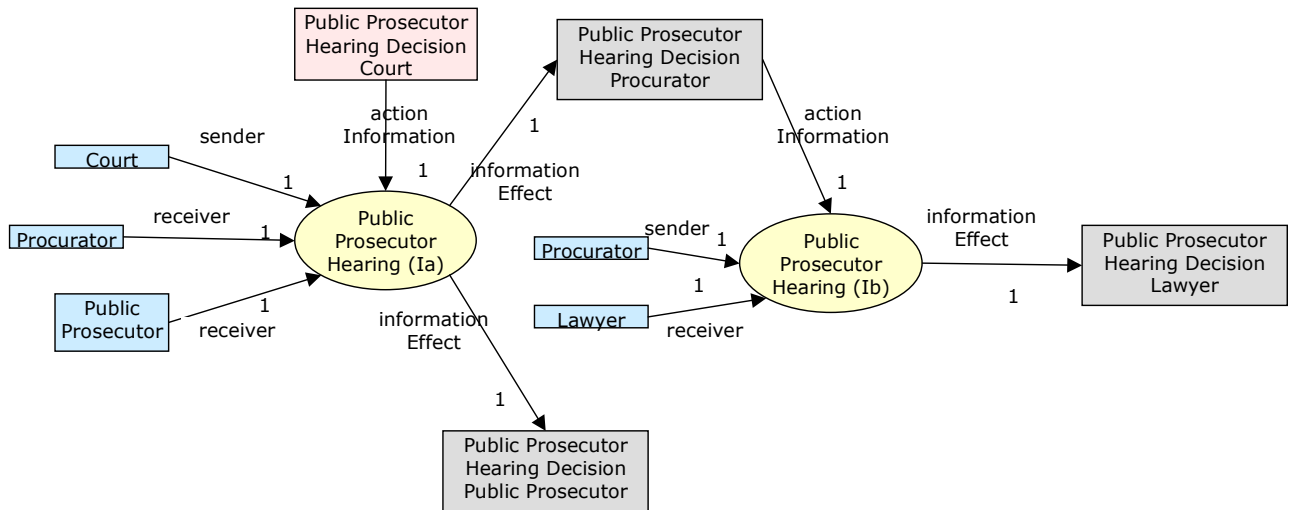 Public Prosecutor
Hearing Decision
Court
Public Prosecutor
Hearing Decision
Procurator
action
Information
1
action
Information
1
sender
1
Court
1
information
Effect
1
receiver
1
Procurator
Public
Prosecutor
Hearing (Ia)
sender
1
Procurator
Public
Prosecutor
Hearing (Ib)
information
Effect
1
Public Prosecutor
Hearing Decision
Lawyer
Public
Prosecutor
1
receiver
1
Lawyer
receiver
information
Effect
1
Public Prosecutor
Hearing Decision
Public Prosecutor